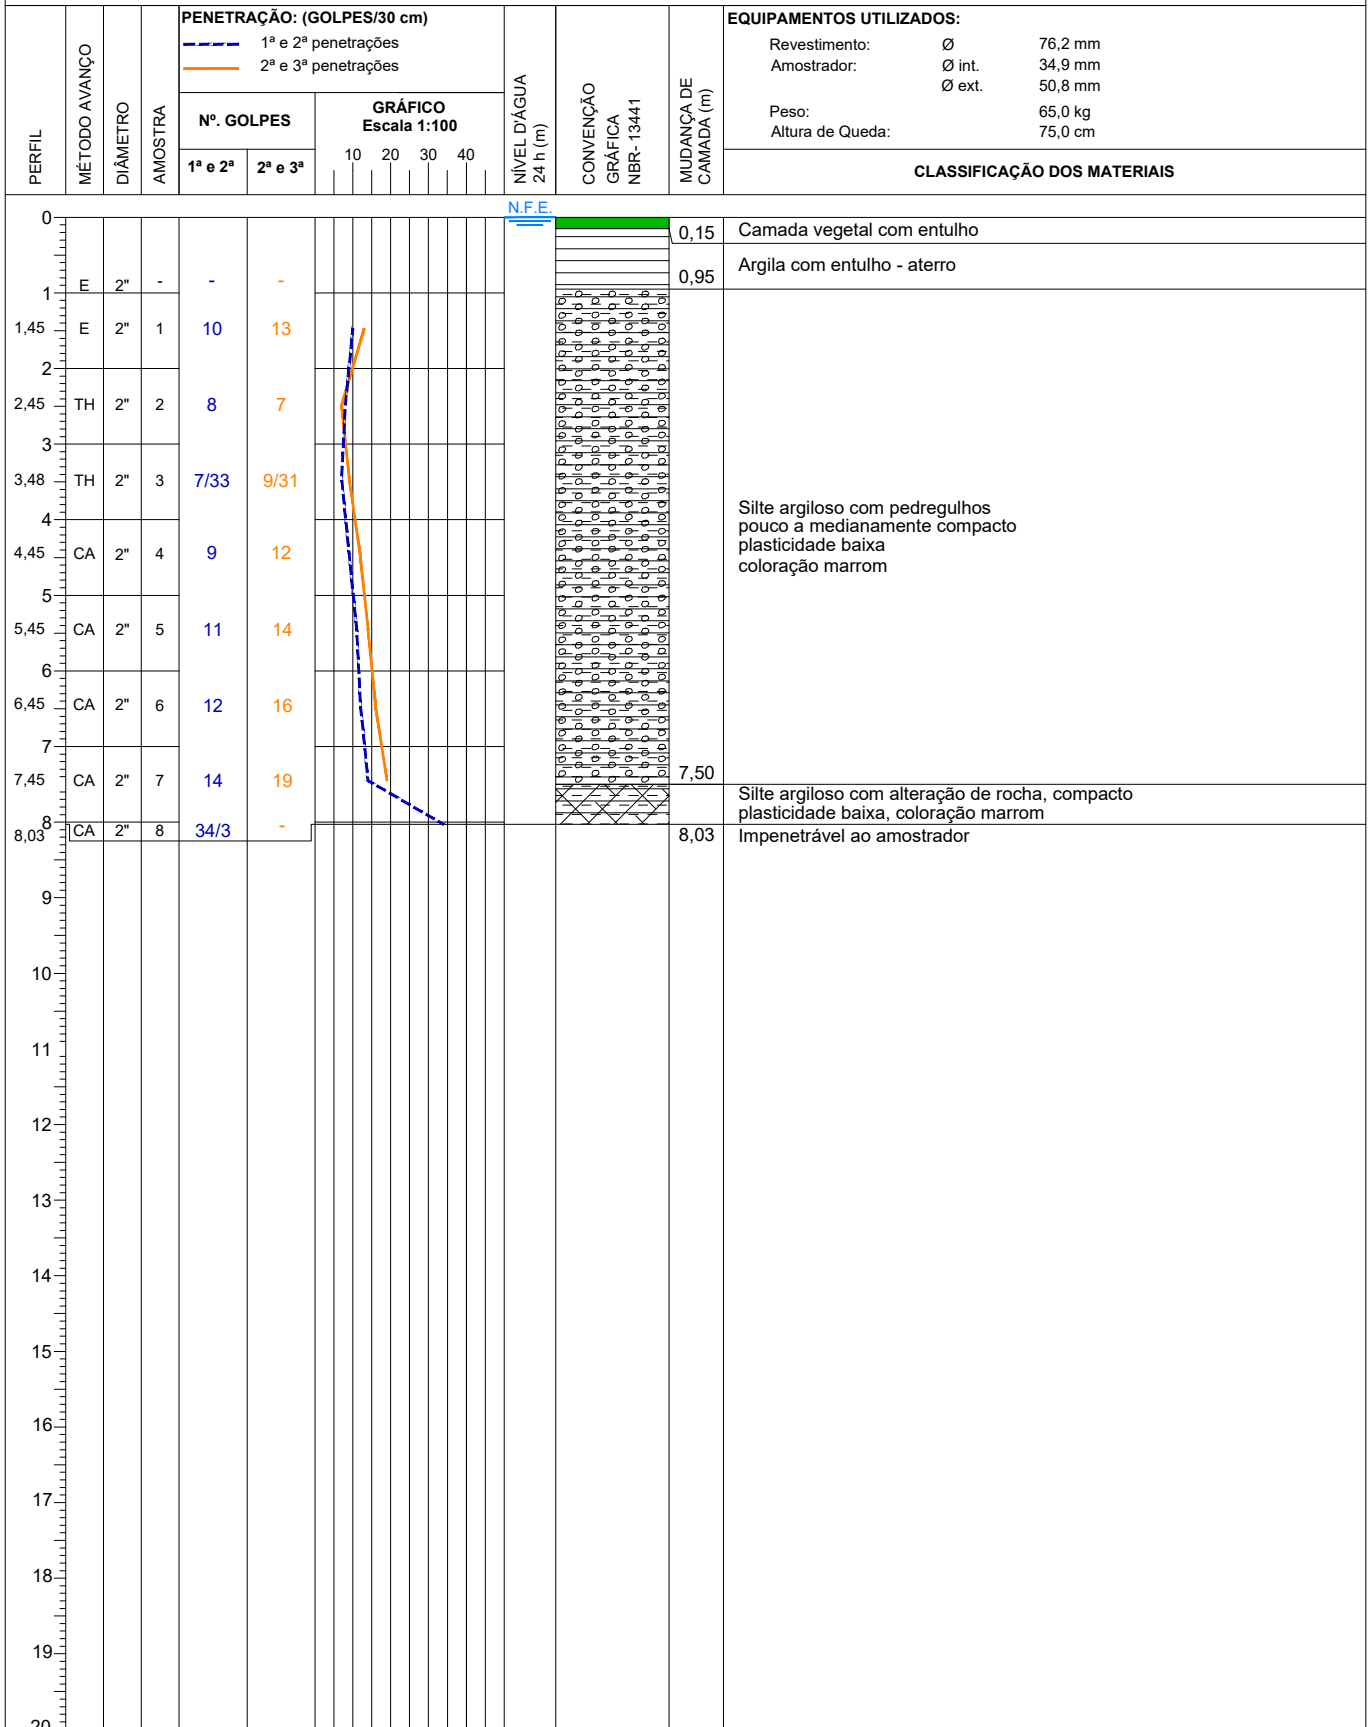 PENETRAÇÃO: (GOLPES/30 cm)
1ª e 2ª penetrações
2ª e 3ª penetrações
EQUIPAMENTOS UTILIZADOS:
Revestimento: Ø 76,2 mm
Amostrador: Ø int. 34,9 mm
Ø ext. 50,8 mm
Peso: 65,0 kg
Altura de Queda: 75,0 cm
PERFIL
MÉTODO AVANÇO
DIÂMETRO
AMOSTRA
Nº. GOLPES
1ª e 2ª 2ª e 3ª
GRÁFICO
Escala 1:100
10 20 30 40
NÍVEL D'ÁGUA
24 h (m)
CONVENÇÃO
GRÁFICA
NBR- 13441
MUDANÇA DE
CAMADA (m)
CLASSIFICAÇÃO DOS MATERIAIS
N.F.E.
0
0,15 Camada vegetal com entulho
0,95 Argila com entulho - aterro
E 2" - - -
1
1,45 E 2" 1 10 13
2
2,45 TH 2" 2 8 7
3
3,48 TH 2" 3 7/33 9/31
Silte argiloso com pedregulhos
pouco a medianamente compacto
plasticidade baixa
coloração marrom
4
4,45 CA 2" 4 9 12
5
5,45 CA 2" 5 11 14
6
6,45 CA 2" 6 12 16
7
7,50
7,45 CA 2" 7 14 19
Silte argiloso com alteração de rocha, compacto
plasticidade baixa, coloração marrom
8
8,03 CA 2" 8 34/3 -
8,03 Impenetrável ao amostrador
9
10
11
12
13
14
15
16
17
18
19
20